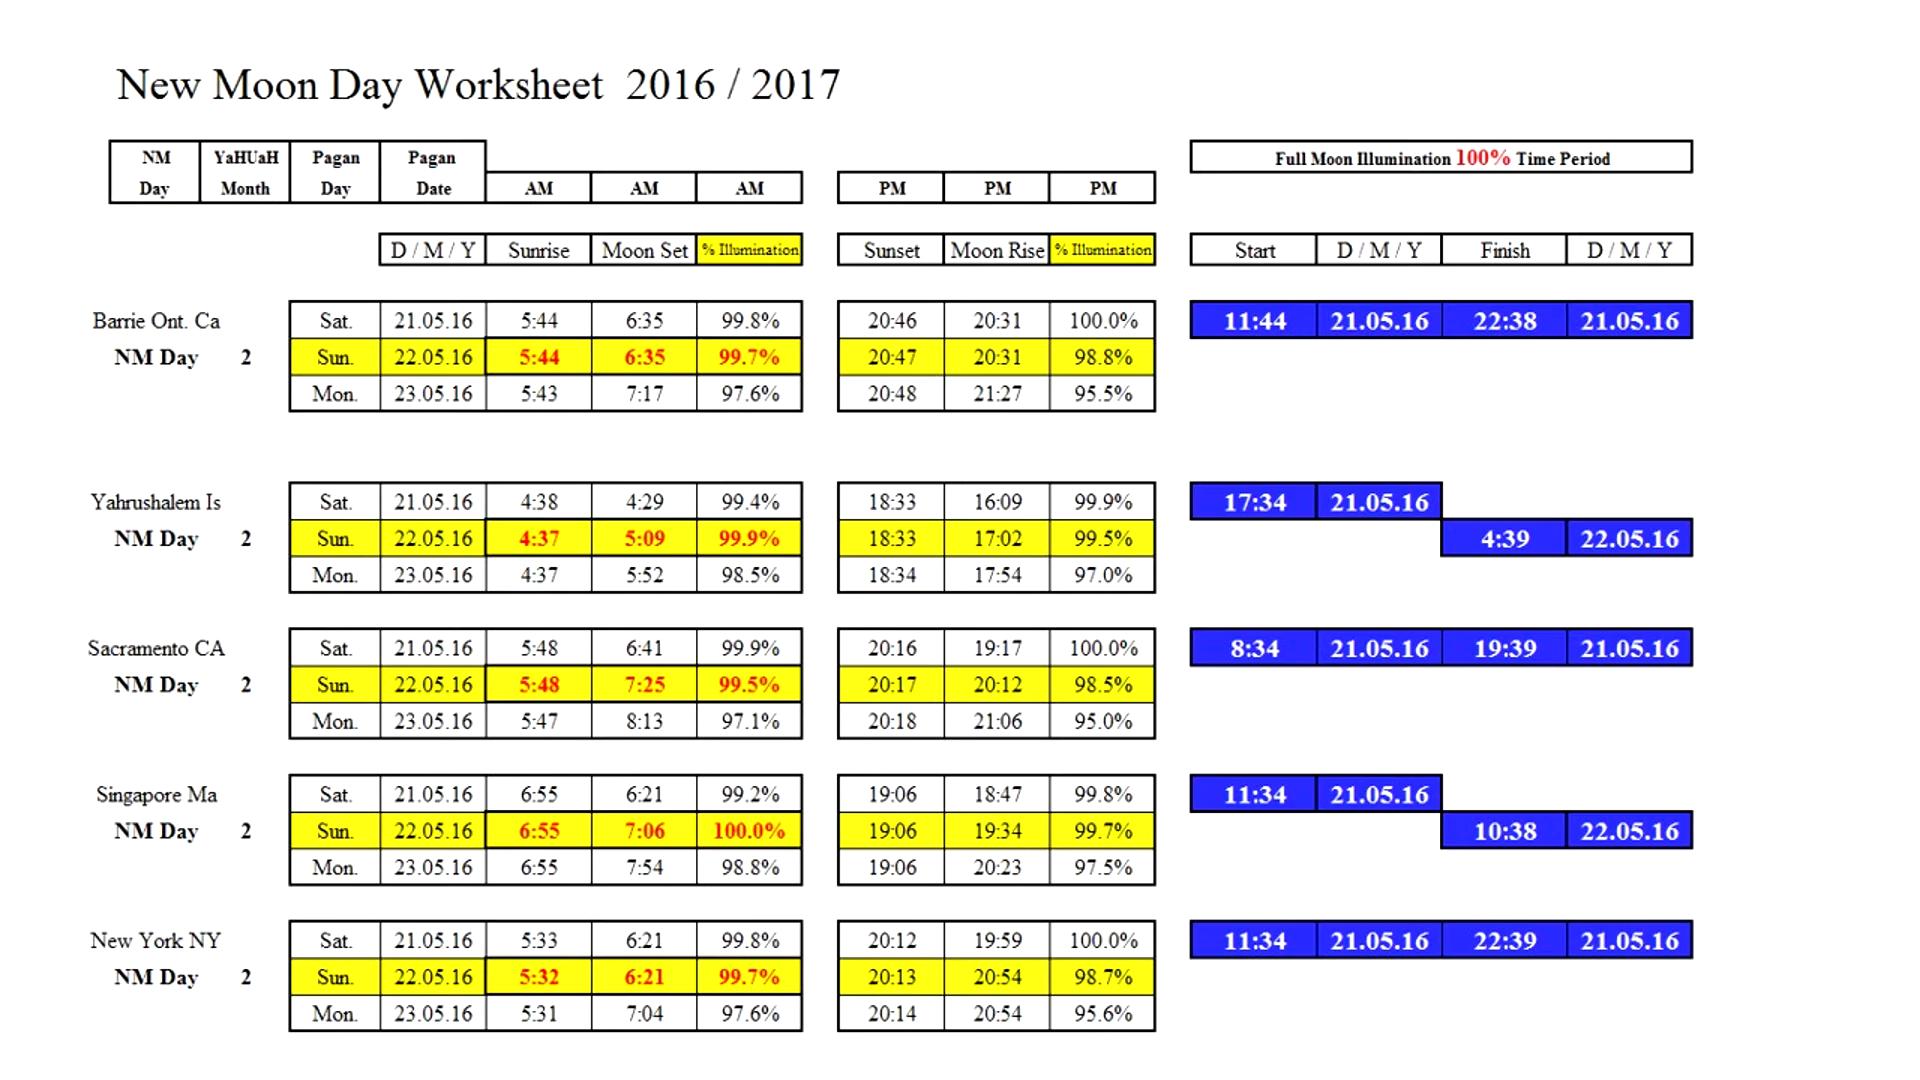 New Moon Day Worksheet 2016 / 2017
NM YaHUaH Pagan Pagan Full Moon Illumination 100% Time Period
Day Month Day Date AM AM AM PM PM PM
D / M / Y Sunrise Moon Set % Illumination Sunset Moon Rise % Illumination Start D / M / Y Finish D / M / Y
Barrie Ont. Ca Sat. 21.05.16 5:44 6:35 99.8% 20:46 20:31 100.0% 11:44 21.05.16 22:38 21.05.16
NM Day 2 Sun. 22.05.16 5:44 6:35 99.7% 20:47 20:31 98.8%
Mon. 23.05.16 5:43 7:17 97.6% 20:48 21:27 95.5%
Yahrushalem Is Sat. 21.05.16 4:38 4:29 99.4% 18:33 16:09 99.9% 17:34 21.05.16
NM Day 2 Sun. 22.05.16 4:37 5:09 99.9% 18:33 17:02 99.5% 4:39 22.05.16
Mon. 23.05.16 4:37 5:52 98.5% 18:34 17:54 97.0%
Sacramento CA Sat. 21.05.16 5:48 6:41 99.9% 20:16 19:17 100.0% 8:34 21.05.16 19:39 21.05.16
NM Day 2 Sun. 22.05.16 5:48 7:25 99.5% 20:17 20:12 98.5%
Mon. 23.05.16 5:47 8:13 97.1% 20:18 21:06 95.0%
Singapore Ma Sat. 21.05.16 6:55 6:21 99.2% 19:06 18:47 99.8% 11:34 21.05.16
NM Day 2 Sun. 22.05.16 6:55 7:06 100.0% 19:06 19:34 99.7% 10:38 22.05.16
Mon. 23.05.16 6:55 7:54 98.8% 19:06 20:23 97.5%
New York NY Sat. 21.05.16 5:33 6:21 99.8% 20:12 19:59 100.0% 11:34 21.05.16 22:39 21.05.16
NM Day 2 Sun. 22.05.16 5:32 6:21 99.7% 20:13 20:54 98.7%
Mon. 23.05.16 5:31 7:04 97.6% 20:14 20:54 95.6%